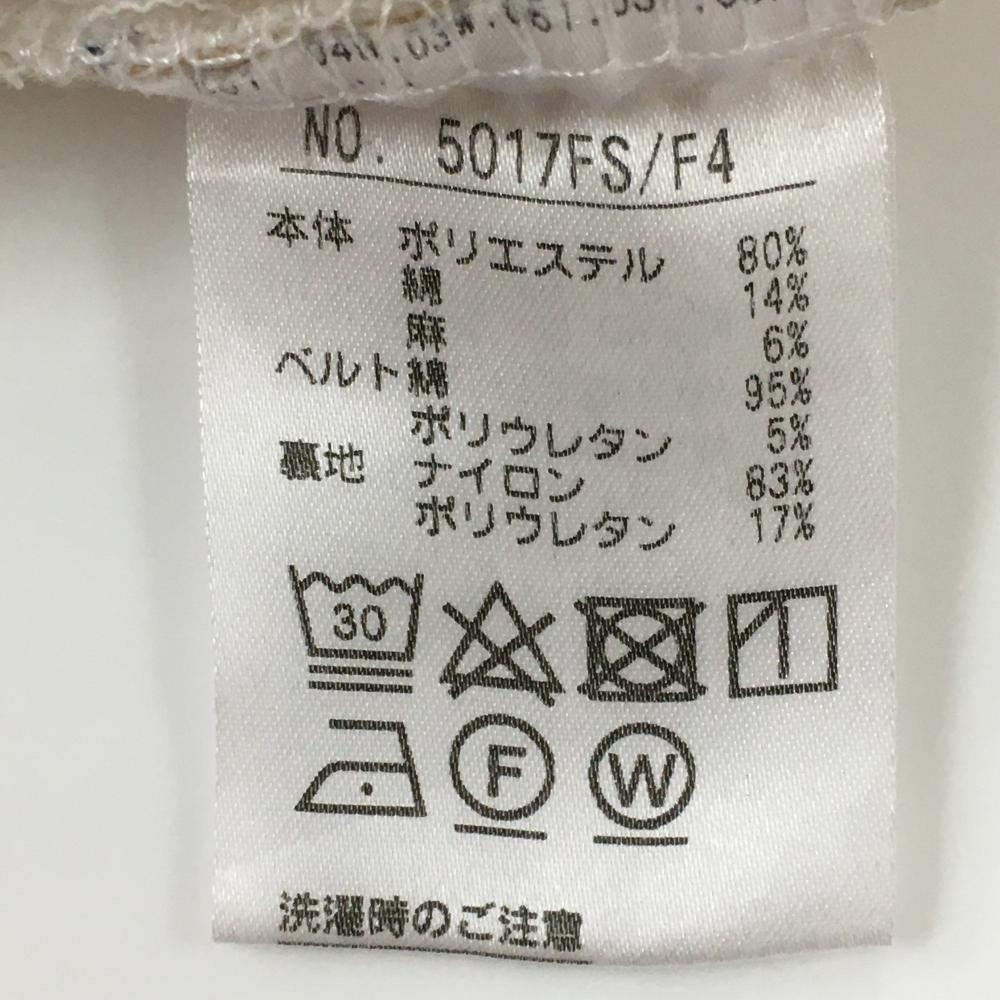 NO. 5017FS/F4
本体 ポリエステル 80%
綿 14%
麻 6%
ベルト 綿 95%
ポリウレタン 5%
裏地 ナイロン 83%
ポリウレタン 17%
30
F W
洗濯時のご注意